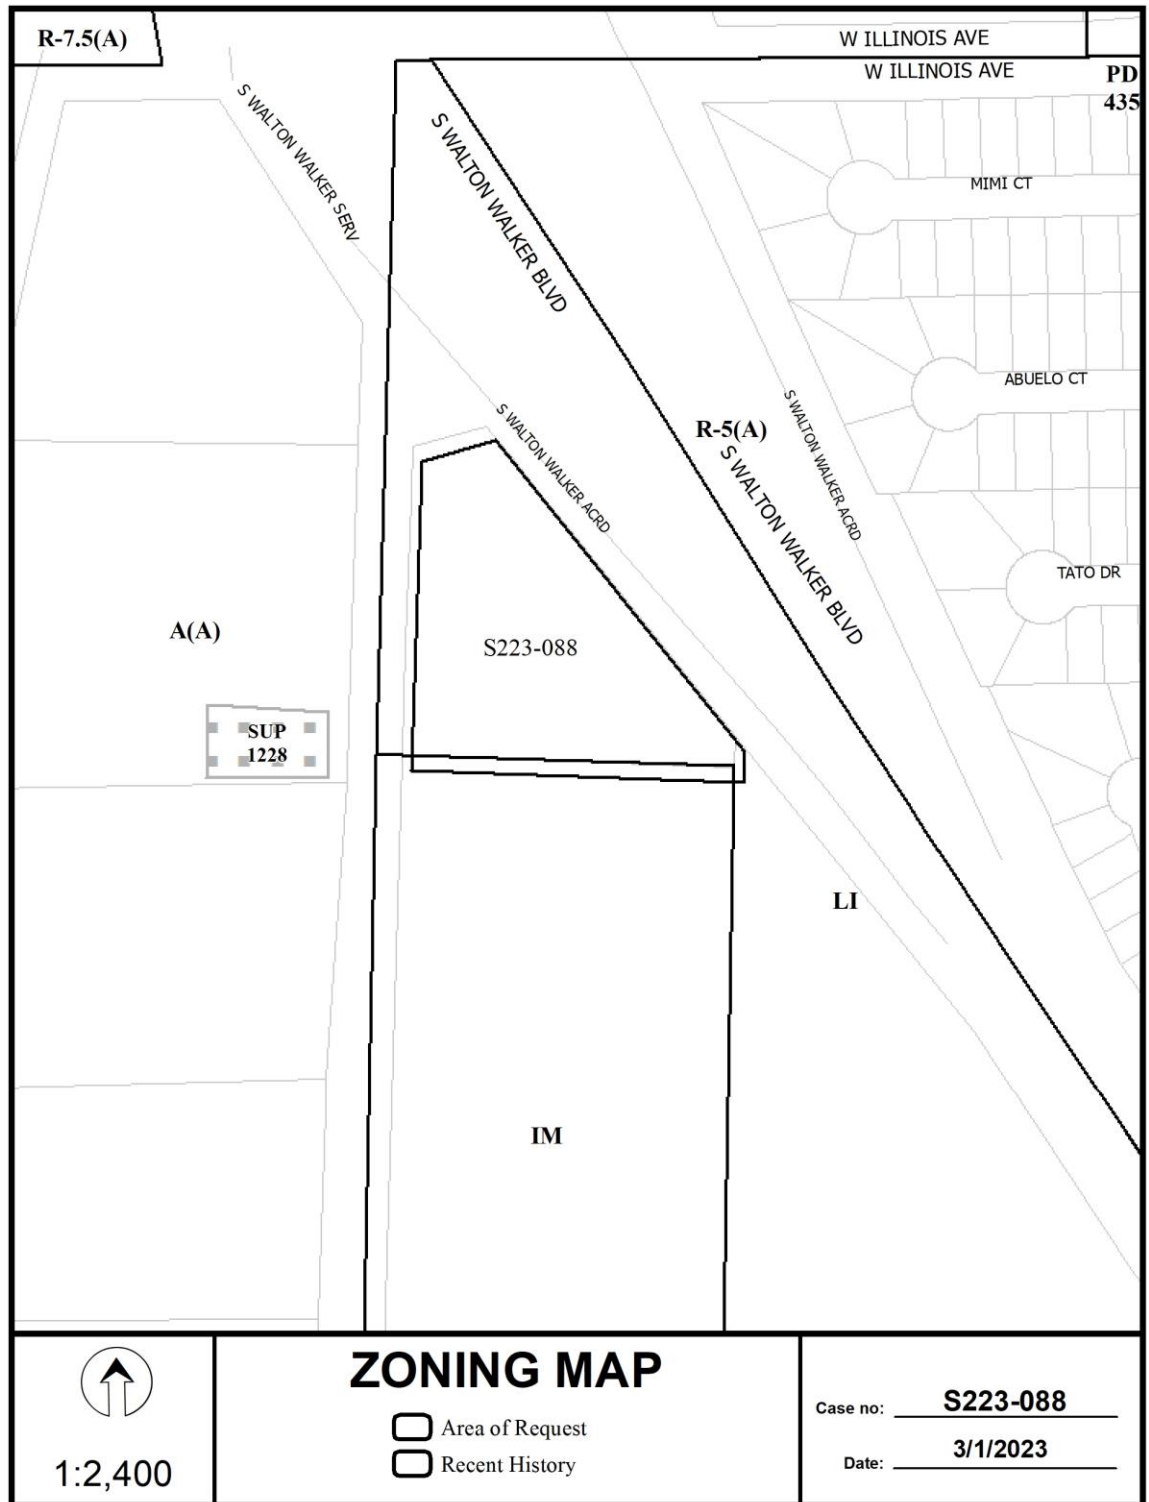 R-7.5(A)
W ILLINOIS AVE
W ILLINOIS AVE
PD
435
S WALTON WALKER SERV
S WALTON WALKER BLVD
MIMI CT
ABUELO CT
S WALTON WALKER ACRD
S WALTON WALKER ACRD
R-5(A)
S WALTON WALKER BLVD
TATO DR
A(A)
S223-088
SUP
1228
LI
IM
1:2,400
ZONING MAP
Area of Request
Recent History
Case no: S223-088
Date: 3/1/2023